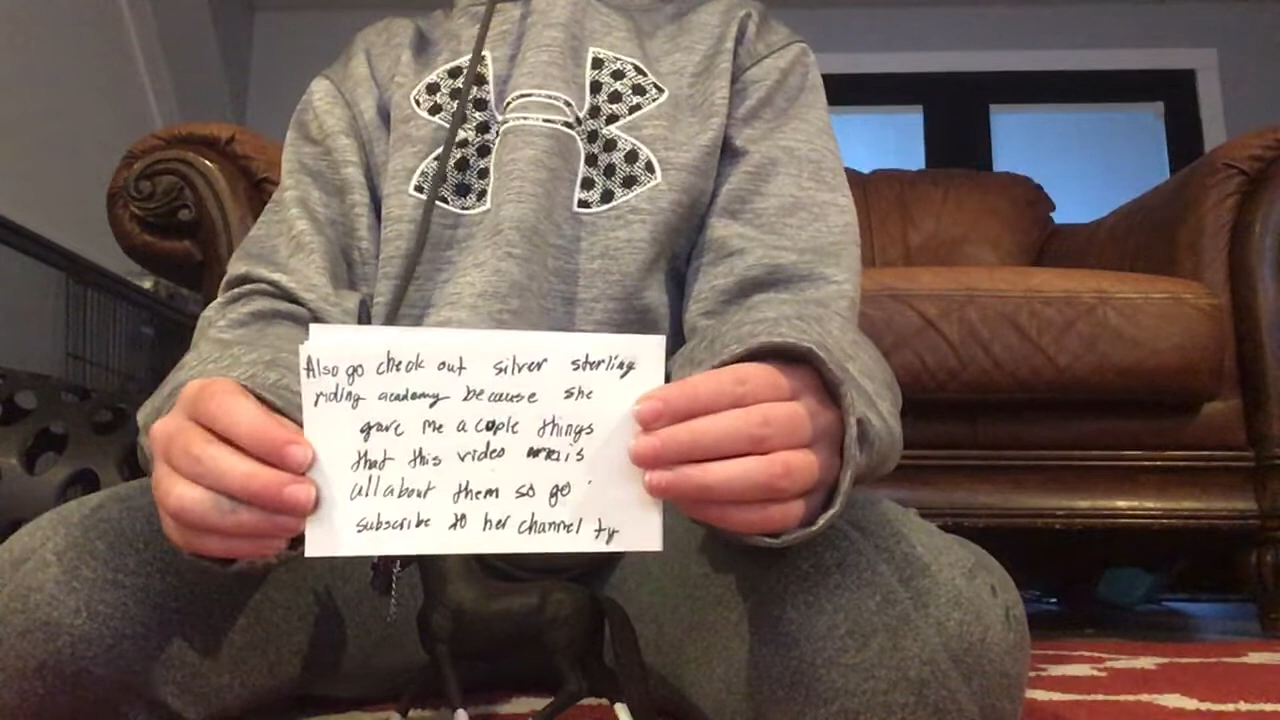 Also go check out silver sterling
riding academy because she
gave me a cople things
that this video is
all about them so go
subscribe to her channel ty